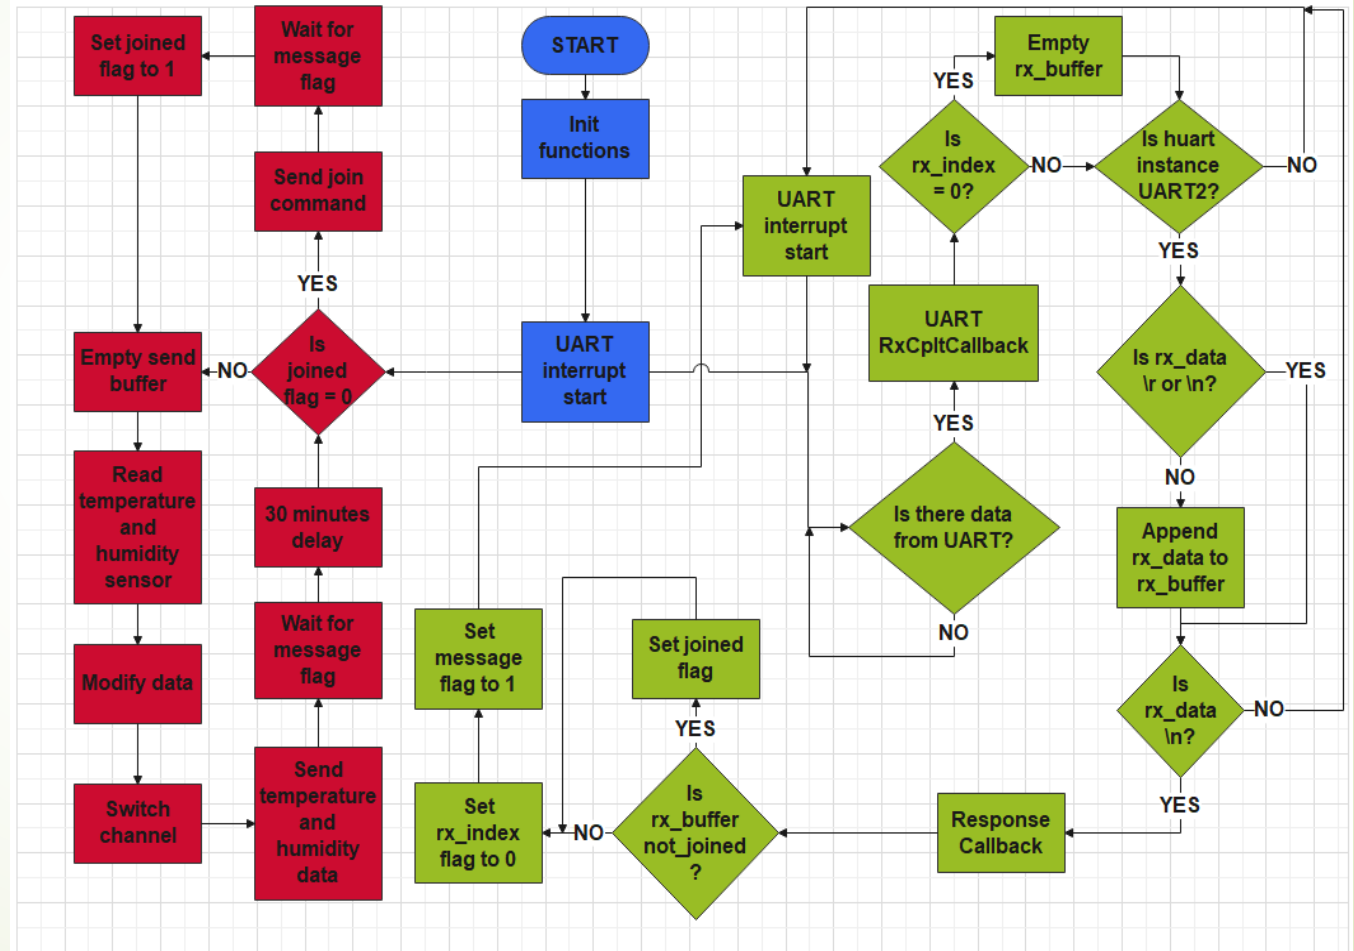 Set joined
flag to 1
Wait for
message
flag
START
Empty
rx_buffer
YES
Init
functions
Is
rx_index
= 0?
NO
Is huart
instance
UART2?
NO
Send join
command
UART
interrupt
start
YES
YES
UART
RxCpltCallback
Empty send
buffer
NO
Is
joined
flag = 0
UART
interrupt
start
Is rx_data
\r or \n?
YES
YES
NO
Read
temperature
and
humidity
sensor
30 minutes
delay
Is there data
from UART?
Append
rx_data to
rx_buffer
NO
Wait for
message
flag
Set
message
flag to 1
Set joined
flag
Modify data
Is
rx_data
\n?
NO
YES
Send
temperature
and
humidity
data
Switch
channel
Set
rx_index
flag to 0
NO
Is
rx_buffer
not_joined
?
Response
Callback
YES